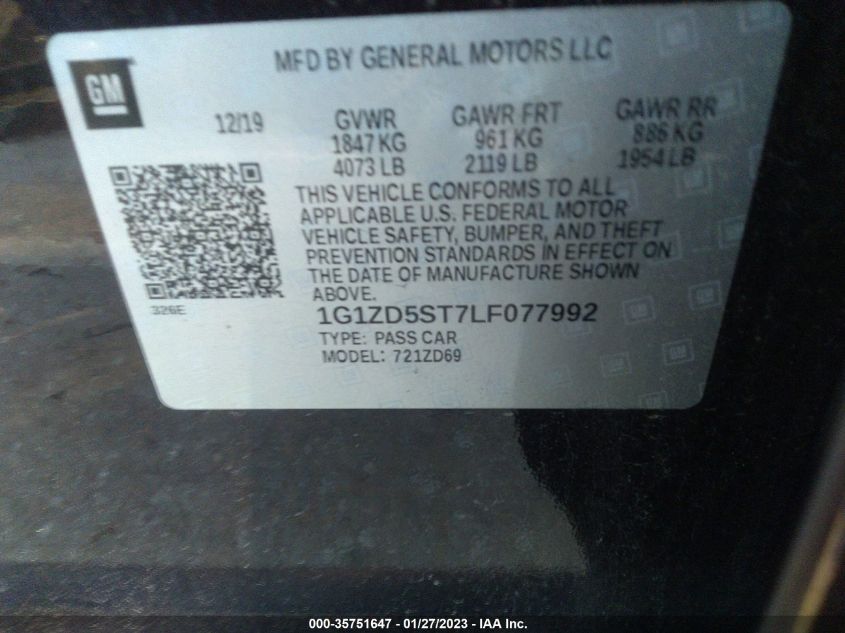 MFD BY GENERAL MOTORS LLC
GM
12/19 GVWR GAWR FRT GAWR RR
1847 KG 961 KG 886 KG
4073 LB 2119 LB 1954 LB
THIS VEHICLE CONFORMS TO ALL
APPLICABLE U.S. FEDERAL MOTOR
VEHICLE SAFETY, BUMPER, AND THEFT
PREVENTION STANDARDS IN EFFECT ON
THE DATE OF MANUFACTURE SHOWN
ABOVE.
326E
1G1ZD5ST7LF077992
TYPE: PASS CAR
MODEL: 721ZD69
000-35751647 — 01/27/2023 - IAA Inc.